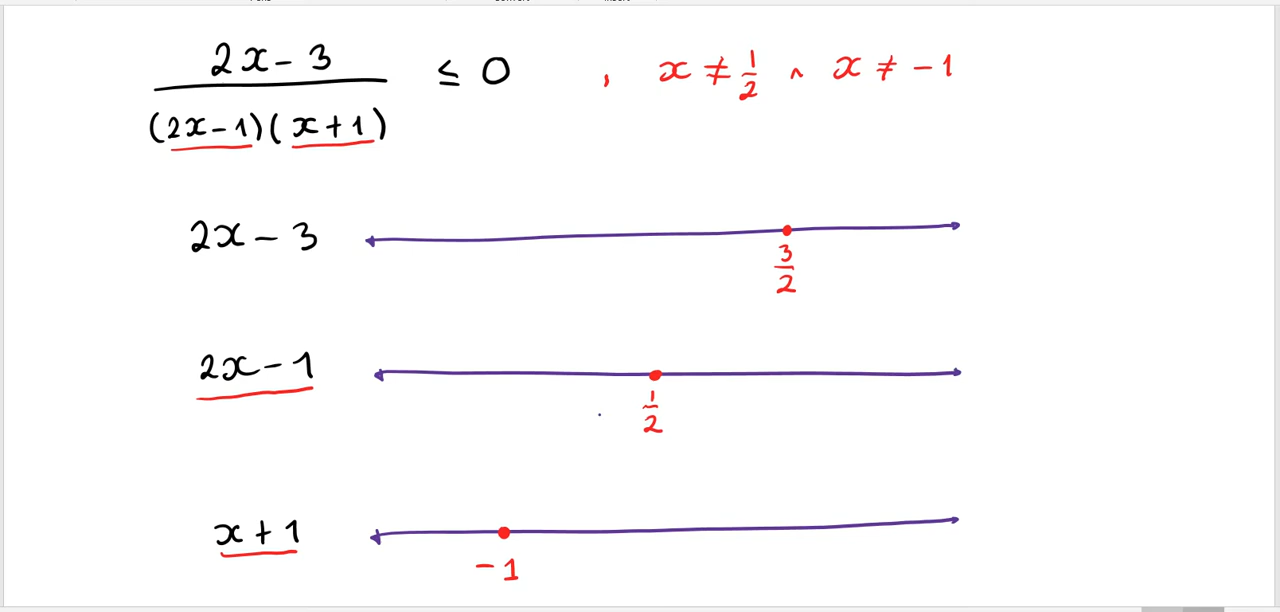 2x - 3
≤ 0 , x ≠ 1/2 ∧ x ≠ -1
(2x - 1)(x + 1)
2x - 3
3/2
2x - 1
1/2
x + 1
-1